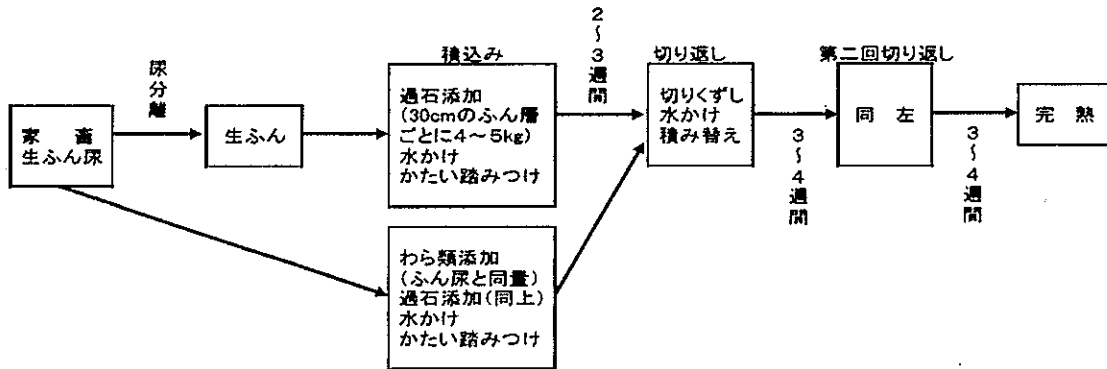 家　畜
生ふん尿
尿分離
生ふん
積込み
過石添加
(30cmのふん層
ごとに4～5kg)
水かけ
かたい踏みつけ
わら類添加
(ふん尿と同量)
過石添加(同上)
水かけ
かたい踏みつけ
2～3週間
切り返し
切りくずし
水かけ
積み替え
3～4週間
第二回切り返し
同　左
3～4週間
完　熟